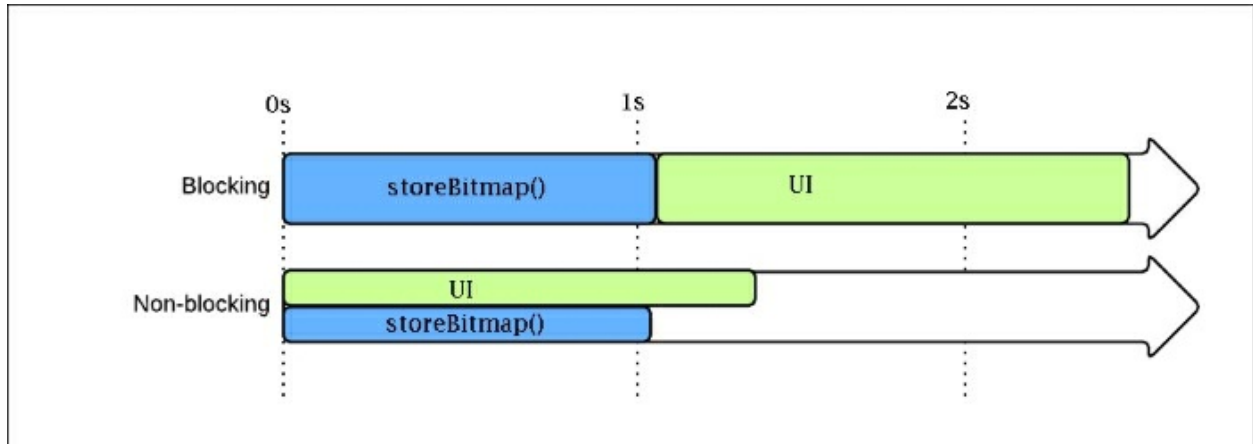 0s 1s 2s
Blocking storeBitmap() UI
UI
Non-blocking
storeBitmap()